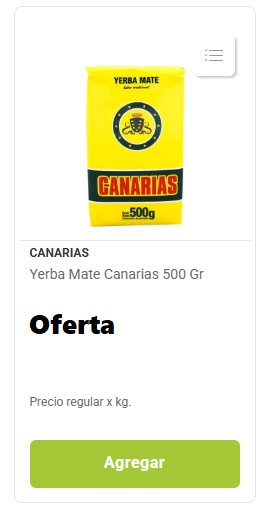 YERBA MATE
Sabor tradicional
CANARIAS
500g
CANARIAS
Yerba Mate Canarias 500 Gr
Oferta
Precio regular x kg.
Agregar